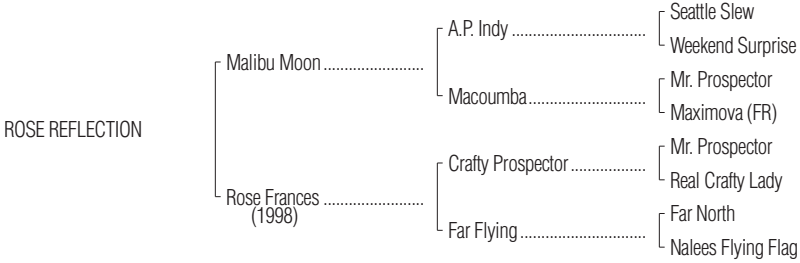 Seattle Slew
A.P. Indy ................................
Weekend Surprise
Malibu Moon ........................
Mr. Prospector
Macoumba............................
Maximova (FR)
ROSE REFLECTION
Mr. Prospector
Crafty Prospector..................
Real Crafty Lady
Rose Frances ........................
(1998)
Far North
Far Flying ..............................
Nalees Flying Flag